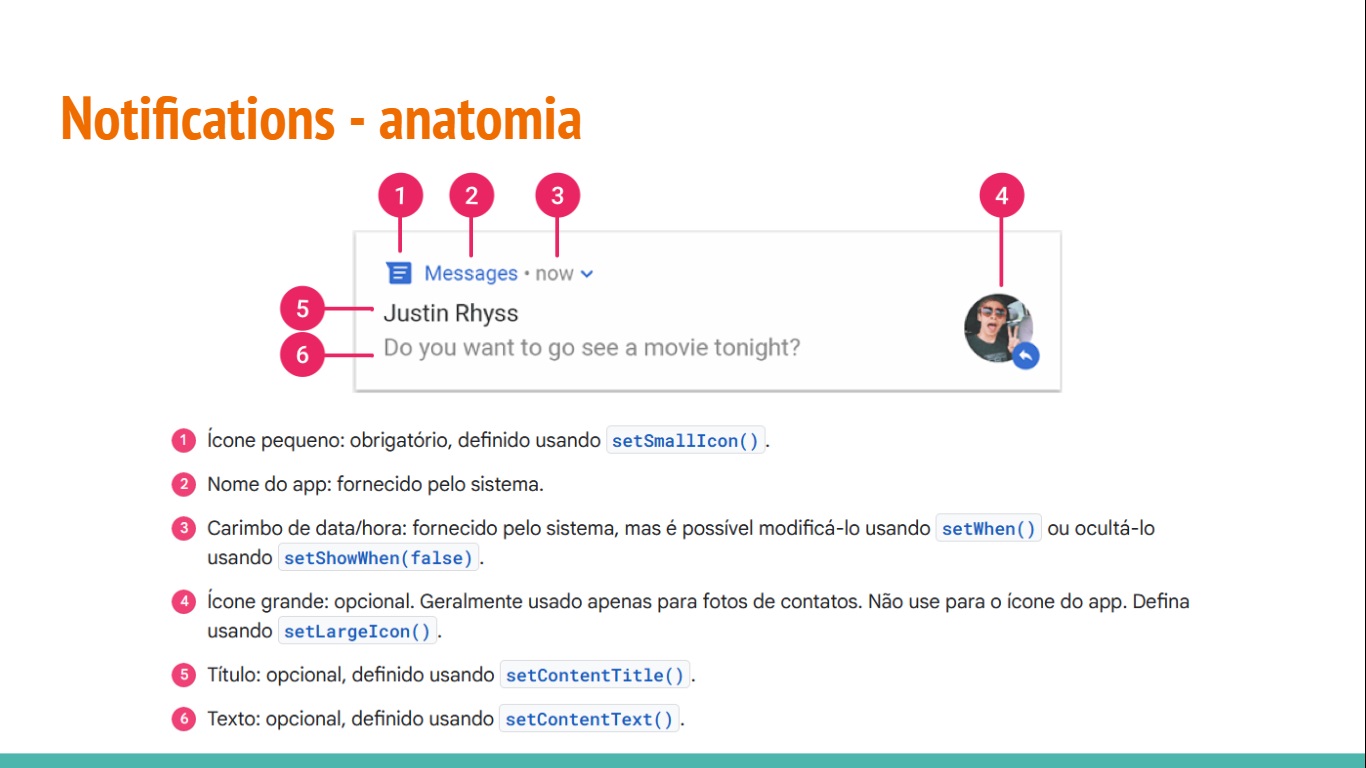 Notifications - anatomia
1 2 3 4
Messages • now
5 Justin Rhyss
6 Do you want to go see a movie tonight?
1 Ícone pequeno: obrigatório, definido usando setSmallIcon().
2 Nome do app: fornecido pelo sistema.
3 Carimbo de data/hora: fornecido pelo sistema, mas é possível modificá-lo usando setWhen() ou ocultá-lo
usando setShowWhen(false).
4 Ícone grande: opcional. Geralmente usado apenas para fotos de contatos. Não use para o ícone do app. Defina
usando setLargeIcon().
5 Título: opcional, definido usando setContentTitle().
6 Texto: opcional, definido usando setContentText().